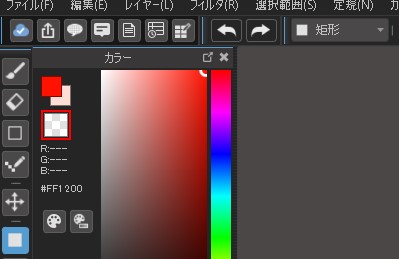 ファイル(F) 編集(E) レイヤー(L) フィルタ(R) 選択範囲(S) 定規(N) カ
矩形
カラー
R:---
G:---
B:---
#FF1200